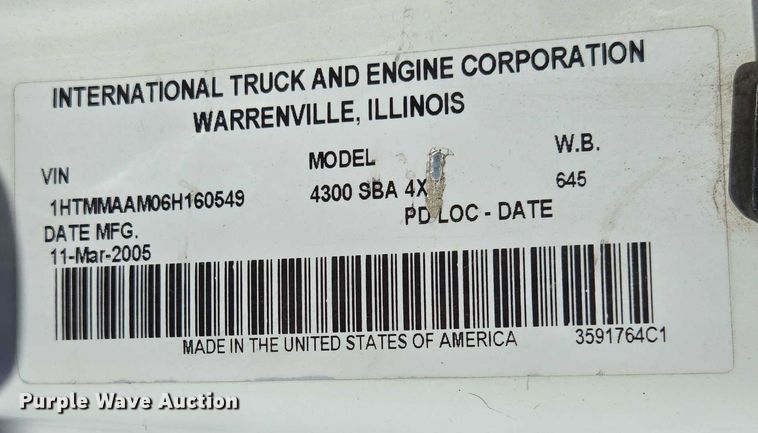 INTERNATIONAL TRUCK AND ENGINE CORPORATION
WARRENVILLE, ILLINOIS
VIN MODEL W.B.
1HTMMAAM06H160549 4300 SBA 4X 645
DATE MFG. PD LOC - DATE
11-Mar-2005
MADE IN THE UNITED STATES OF AMERICA 3591764C1
Purple Wave Auction